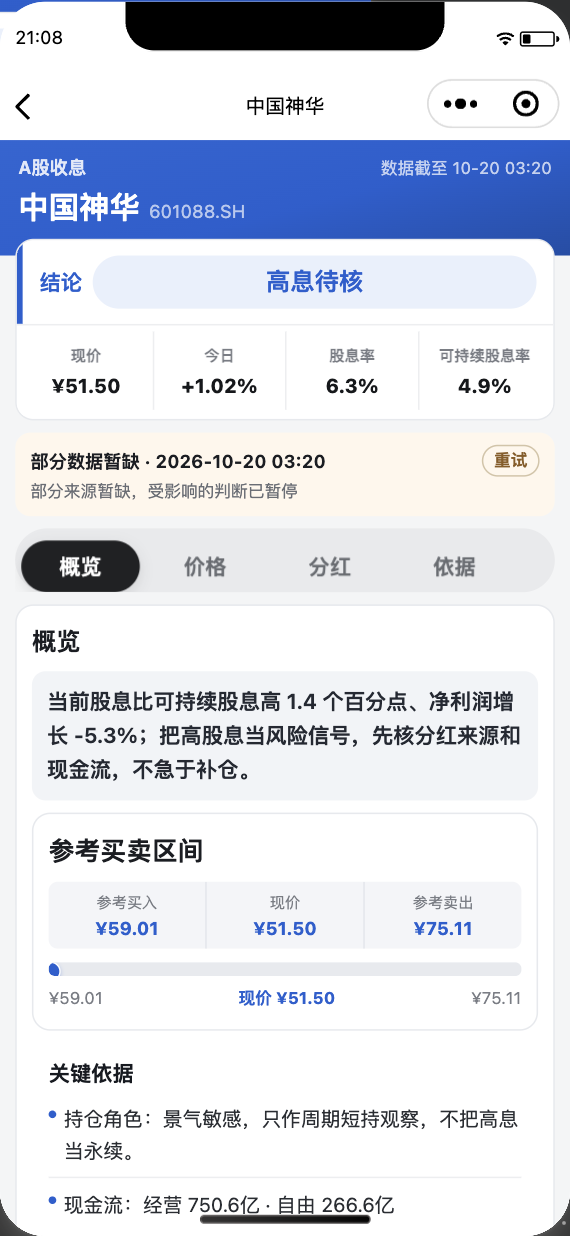 21:08
中国神华
A股收息
数据截至 10-20 03:20
中国神华 601088.SH
结论 高息待核
现价 今日 股息率 可持续股息率
¥51.50 +1.02% 6.3% 4.9%
部分数据暂缺 · 2026-10-20 03:20
重试
部分来源暂缺，受影响的判断已暂停
概览 价格 分红 依据
概览
当前股息比可持续股息高 1.4 个百分点、净利润增
长 -5.3%；把高股息当风险信号，先核分红来源和
现金流，不急于补仓。
参考买卖区间
参考买入 现价 参考卖出
¥59.01 ¥51.50 ¥75.11
¥59.01 现价 ¥51.50 ¥75.11
关键依据
持仓角色：景气敏感，只作周期短持观察，不把高息
当永续。
现金流：经营 750.6亿 · 自由 266.6亿